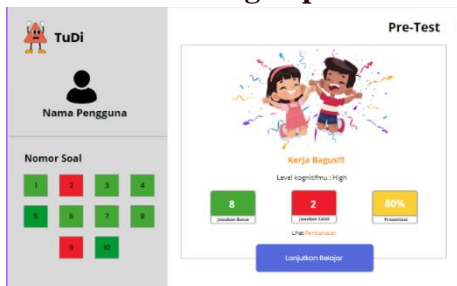 TuDi
Nama Pengguna
Nomor Soal
1 2 3 4
5 6 7 8
9 10
Pre-Test
Kerja Bagus!!!
Level kognitifmu : High
8
Jawaban Benar
2
Jawaban Salah
80%
Presentase
Lihat Pembahasan
Lanjutkan Belajar